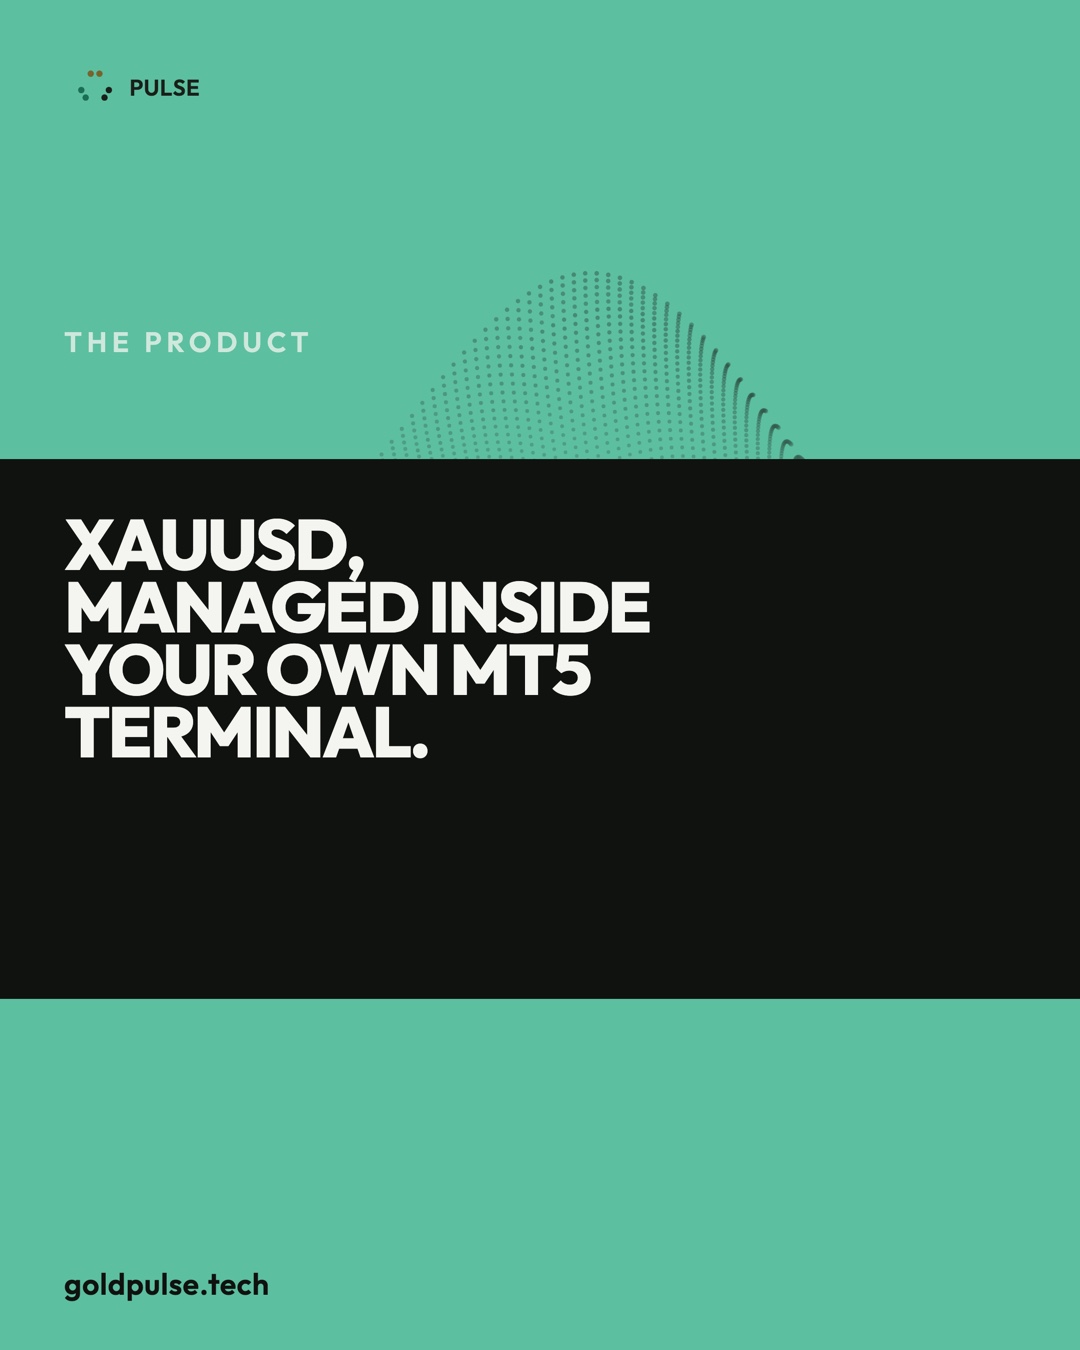 PULSE
THE PRODUCT
XAUUSD,
MANAGED INSIDE
YOUR OWN MT5
TERMINAL.
goldpulse.tech